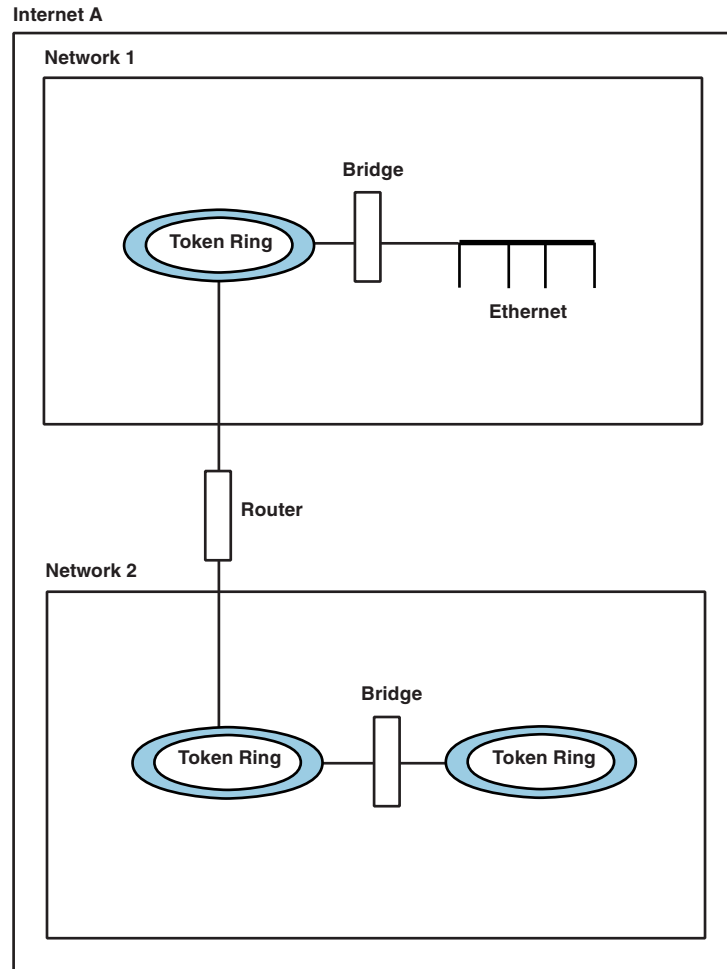 Internet A
Network 1
Bridge
Token Ring
Ethernet
Router
Network 2
Bridge
Token Ring
Token Ring